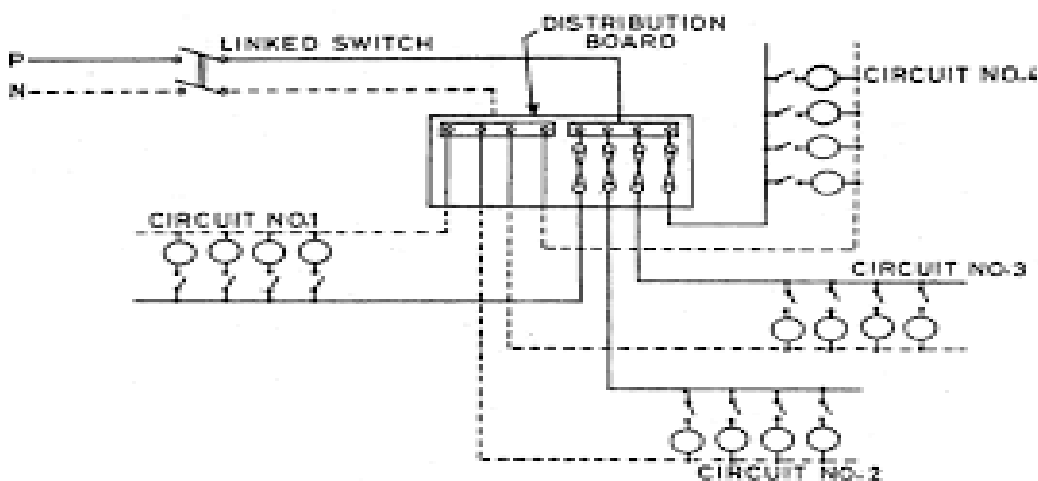 DISTRIBUTION
BOARD
LINKED SWITCH
P
N
CIRCUIT NO.4
CIRCUIT NO.1
CIRCUIT NO-3
CIRCUIT NO-2